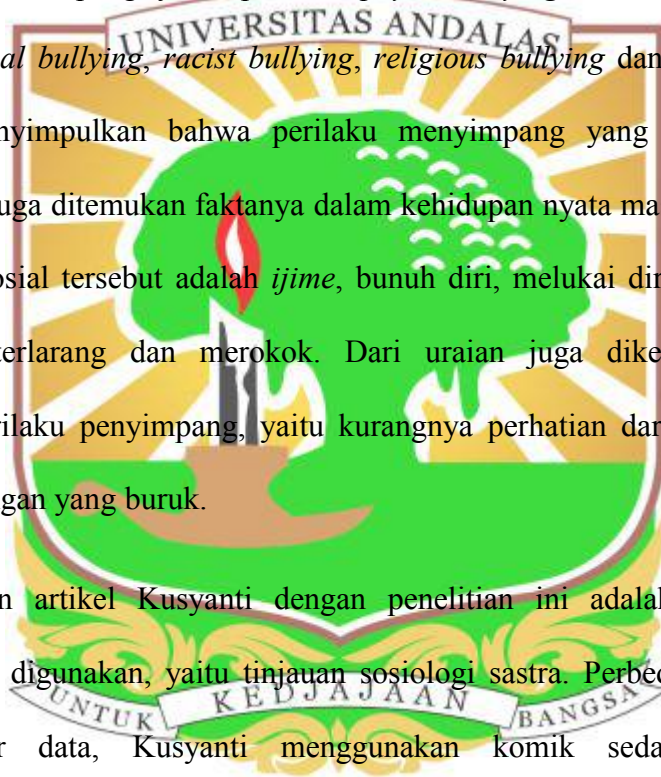 UNIVERSITAS ANDALAS
al bullying, racist bullying, religious bullying dan
nyimpulkan bahwa perilaku menyimpang yang
uga ditemukan faktanya dalam kehidupan nyata ma
osial tersebut adalah ijime, bunuh diri, melukai dir
terlarang dan merokok. Dari uraian juga dike
rilaku penyimpang, yaitu kurangnya perhatian dar
ngan yang buruk.
n artikel Kusyanti dengan penelitian ini adalah
digunakan, yaitu tinjauan sosiologi sastra. Perbed
UNTUK KEDJAJAAN BANGSA
r data, Kusyanti menggunakan komik seda